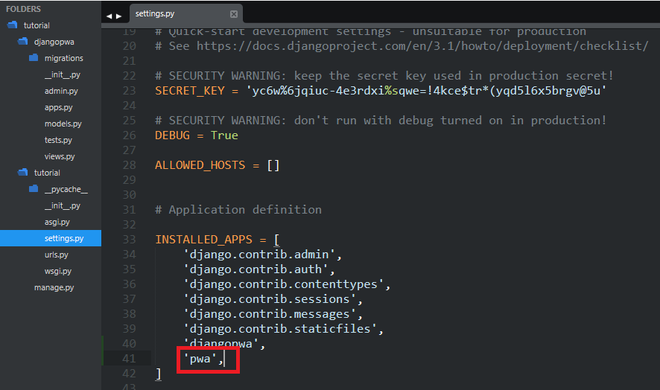 FOLDERS
tutorial
djangopwa
migrations
__init__.py
admin.py
apps.py
models.py
tests.py
views.py
tutorial
__pycache__
__init__.py
asgi.py
settings.py
urls.py
wsgi.py
manage.py
settings.py
19 # Quick-start development settings - unsuitable for production
20 # See https://docs.djangoproject.com/en/3.1/howto/deployment/checklist/
21
22 # SECURITY WARNING: keep the secret key used in production secret!
23 SECRET_KEY = 'yc6w%6jqiuc-4e3rdxi%sqwe=!4kce$tr*(yqd5l6x5brgv@5u'
24
25 # SECURITY WARNING: don't run with debug turned on in production!
26 DEBUG = True
27
28 ALLOWED_HOSTS = []
29
30
31 # Application definition
32
33 INSTALLED_APPS = [
34 'django.contrib.admin',
35 'django.contrib.auth',
36 'django.contrib.contenttypes',
37 'django.contrib.sessions',
38 'django.contrib.messages',
39 'django.contrib.staticfiles',
40 'djangopwa',
41 'pwa',
42 ]
43